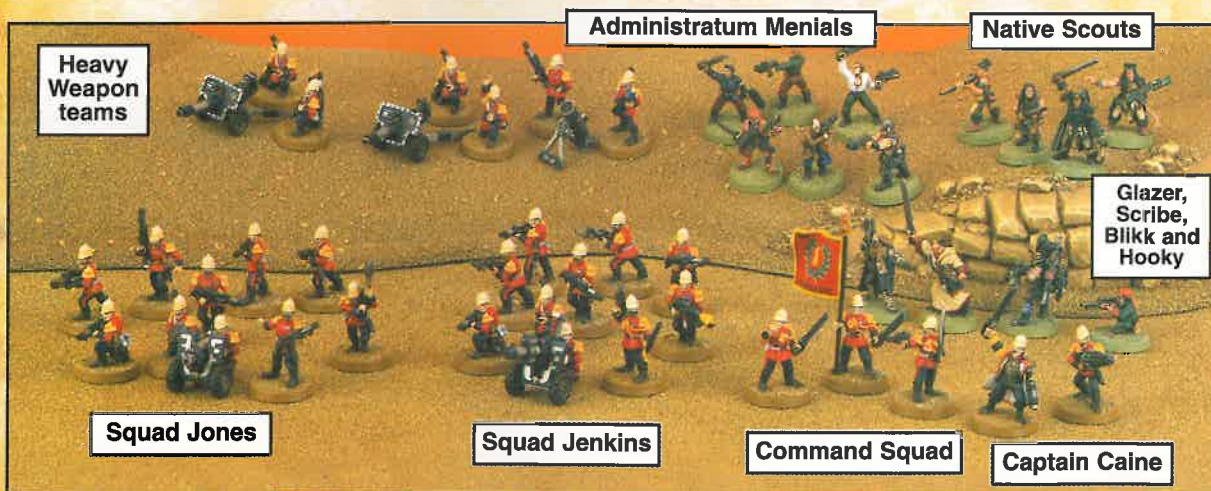 Administratum Menials
Native Scouts
Heavy
Weapon
teams
Glazer,
Scribe,
Blikk and
Hooky
Squad Jones
Squad Jenkins
Command Squad
Captain Caine